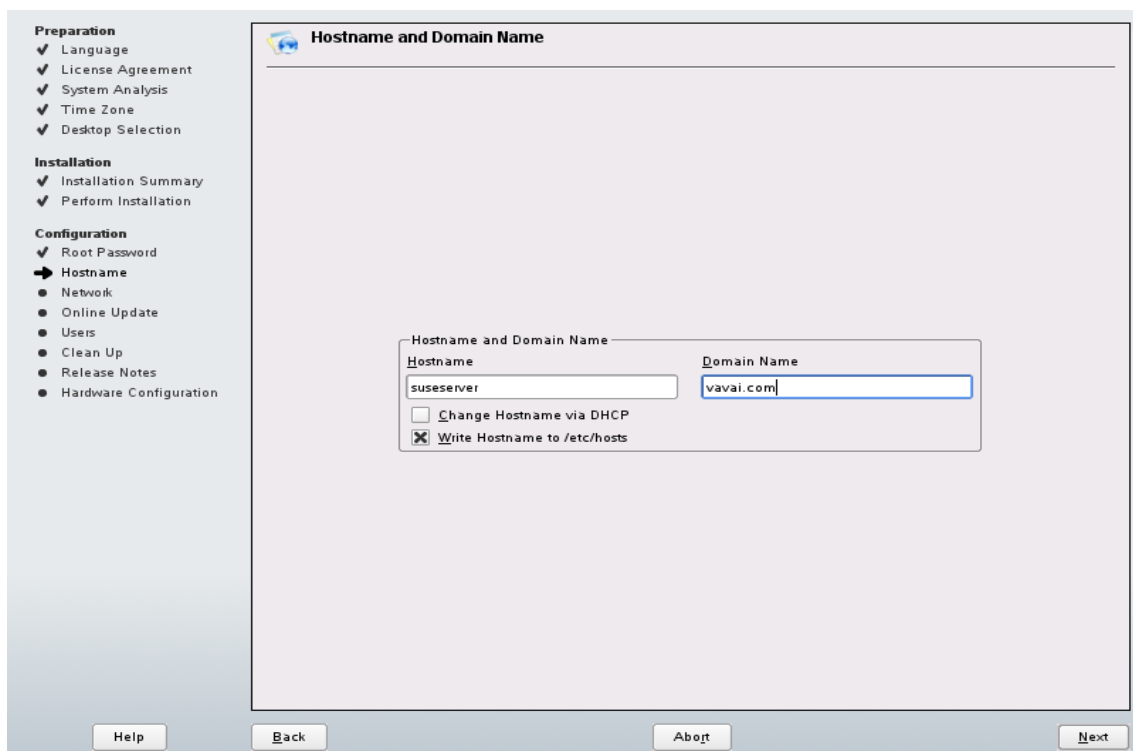 Preparation
Language
License Agreement
System Analysis
Time Zone
Desktop Selection
Installation
Installation Summary
Perform Installation
Configuration
Root Password
Hostname
Network
Online Update
Users
Clean Up
Release Notes
Hardware Configuration
Hostname and Domain Name
Hostname and Domain Name
Hostname
Domain Name
suseserver
vavai.com
Change Hostname via DHCP
Write Hostname to /etc/hosts
Help
Back
Abort
Next